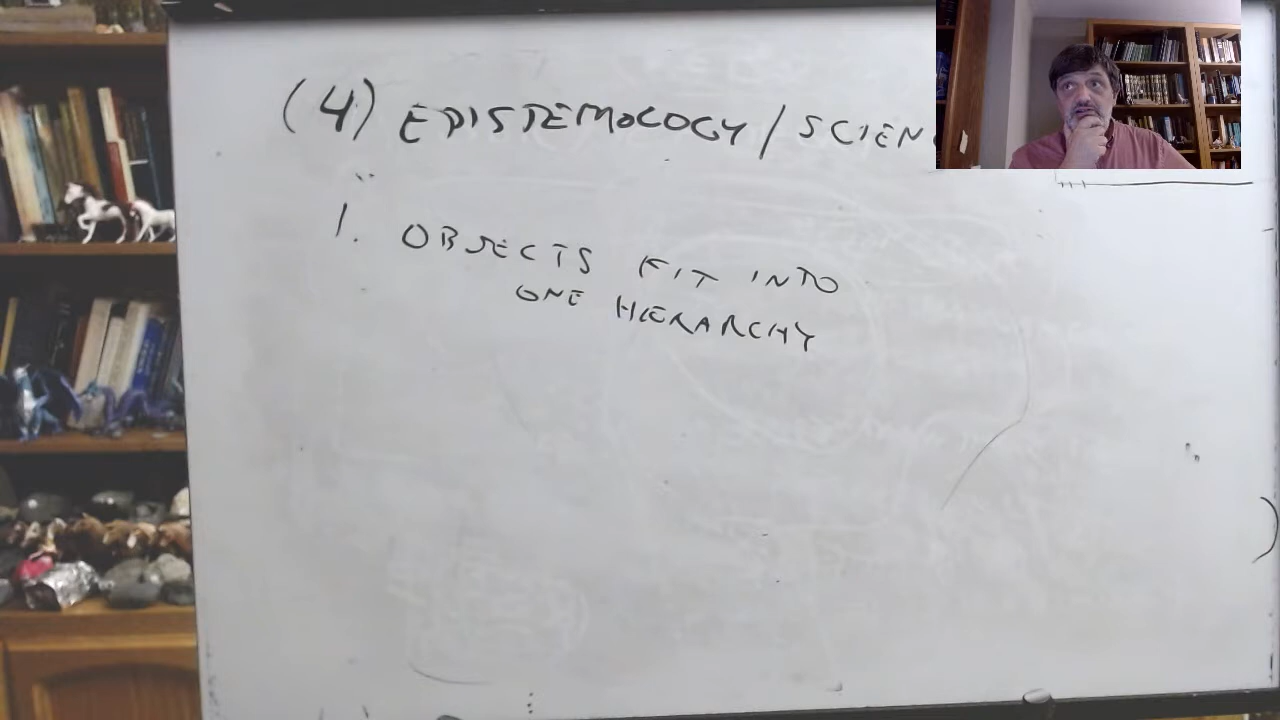 (4) EPISTEMOLOGY / SCIEN
1. OBJECTS FIT INTO
ONE HIERARCHY